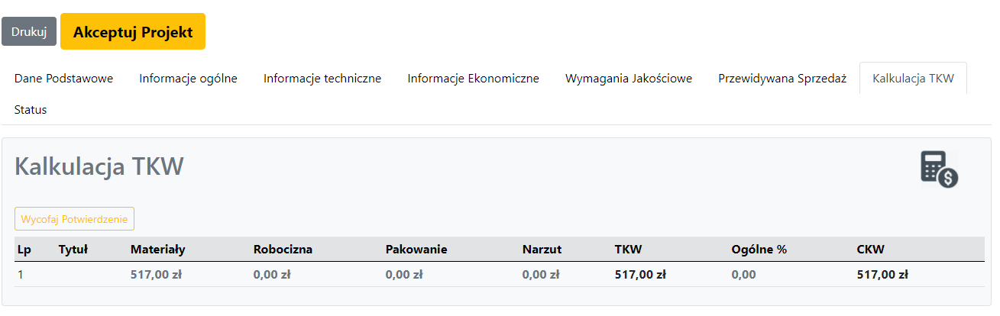 Drukuj Akceptuj Projekt
Dane Podstawowe Informacje ogólne Informacje techniczne Informacje Ekonomiczne Wymagania Jakościowe Przewidywana Sprzedaż Kalkulacja TKW
Status
Kalkulacja TKW
$
Wycofaj Potwierdzenie
Lp Tytuł Materiały Robocizna Pakowanie Narzut TKW Ogólne % CKW
1 517,00 zł 0,00 zł 0,00 zł 0,00 zł 517,00 zł 0,00 517,00 zł